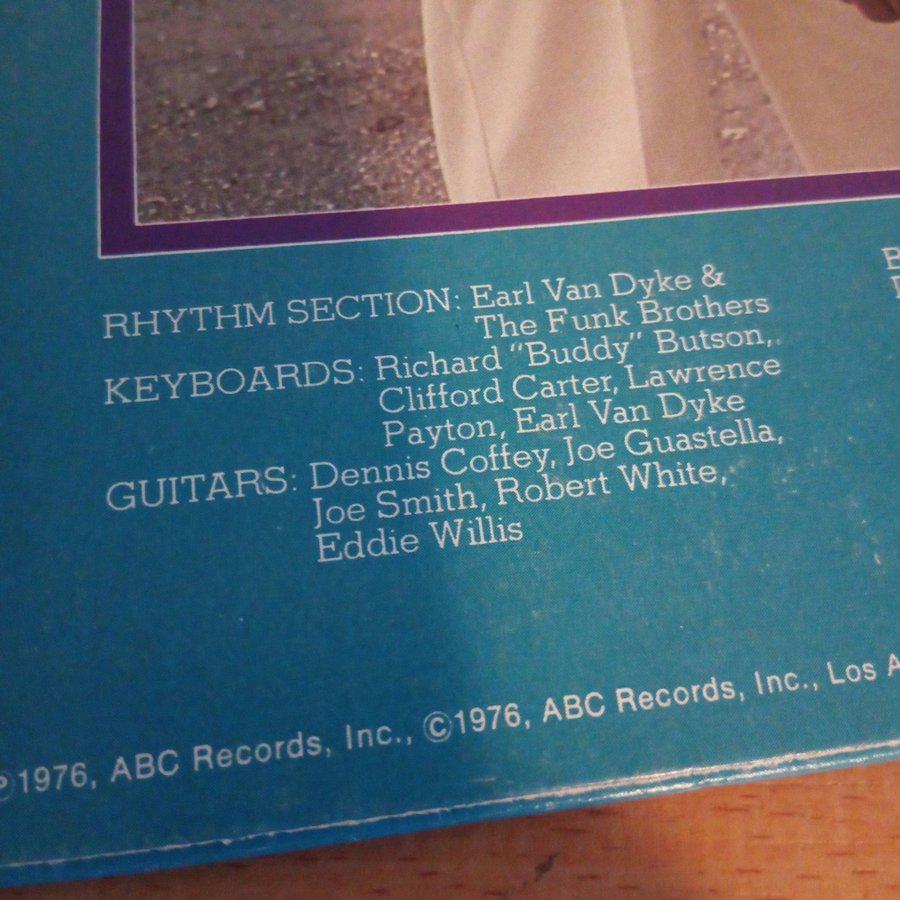 RHYTHM SECTION: Earl Van Dyke &
The Funk Brothers
KEYBOARDS: Richard "Buddy" Butson,
Clifford Carter, Lawrence
Payton, Earl Van Dyke
GUITARS: Dennis Coffey, Joe Guastella,
Joe Smith, Robert White,
Eddie Willis
℗1976, ABC Records, Inc., ©1976, ABC Records, Inc., Los